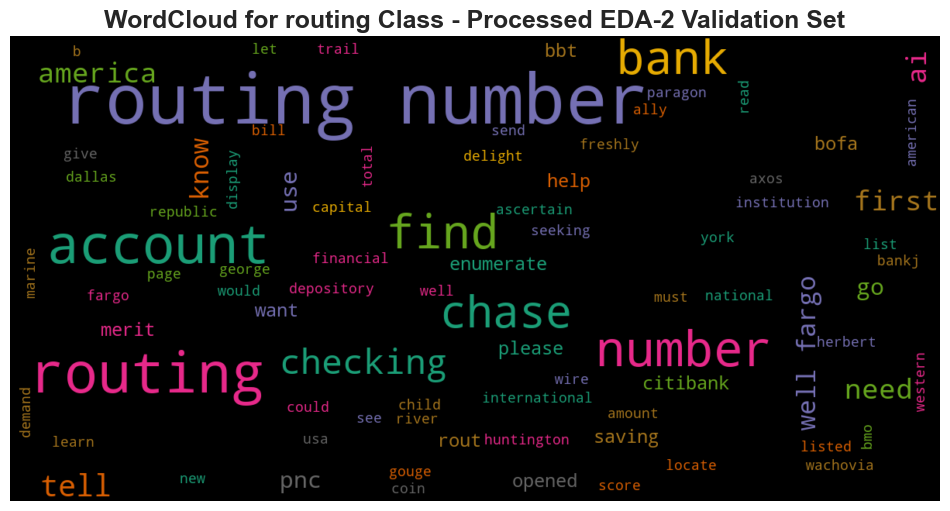 WordCloud for routing Class - Processed EDA-2 Validation Set
b
let
trail
bbt
bank
america
ai
routing number
paragon
read
ally
bill
send
american
give
know
display
total
delight
freshly
bofa
dallas
use
help
axos
republic
capital
ascertain
institution
first
account
find
seeking
york
list
marine
page
george
financial
enumerate
bankj
fargo
would
depository
well
must
national
go
want
chase
well fargo
merit
number
herbert
routing
checking
please
wire
citibank
need
western
demand
could
see
child
river
international
amount
learn
usa
rout
huntington
saving
listed
bmo
tell
new
pnc
gouge
coin
opened
locate
score
wachovia